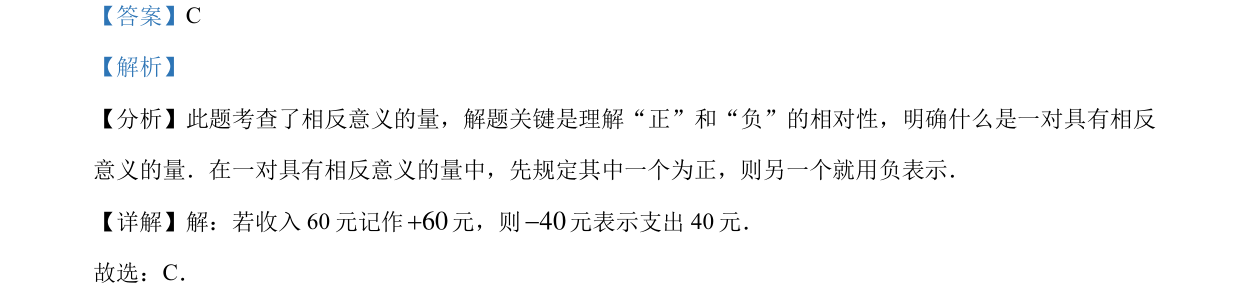 【答案】C
【解析】
【分析】此题考查了相反意义的量，解题关键是理解“正”和“负”的相对性，明确什么是一对具有相反
意义的量．在一对具有相反意义的量中，先规定其中一个为正，则另一个就用负表示．
【详解】解：若收入 60 元记作+60元，则−40元表示支出 40 元．
故选：C．